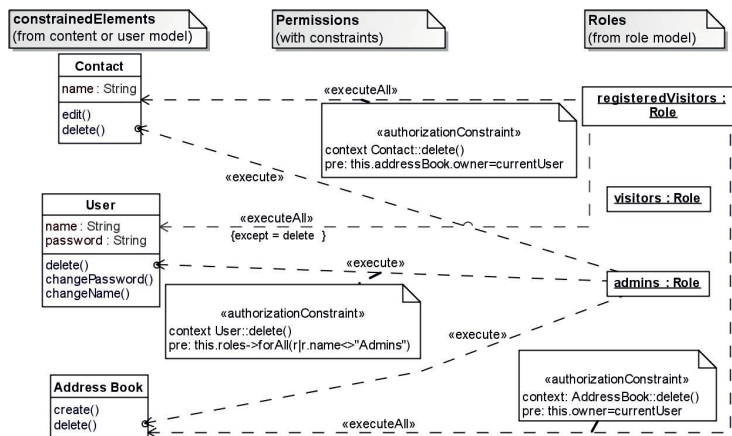 constrainedElements
(from content or user model)
Permissions
(with constraints)
Roles
(from role model)
Contact
name : String
edit()
delete()
«executeAll»
registeredVisitors :
Role
«authorizationConstraint»
context Contact::delete()
pre: this.addressBook.owner=currentUser
«execute»
User
name : String
password : String
delete()
changePassword()
changeName()
«executeAll»
{except = delete }
visitors : Role
«execute»
admins : Role
«authorizationConstraint»
context User::delete()
pre: this.roles->forAll(r|r.name<>"Admins")
«execute»
«authorizationConstraint»
context: AddressBook::delete()
pre: this.owner=currentUser
Address Book
create()
delete()
«executeAll»